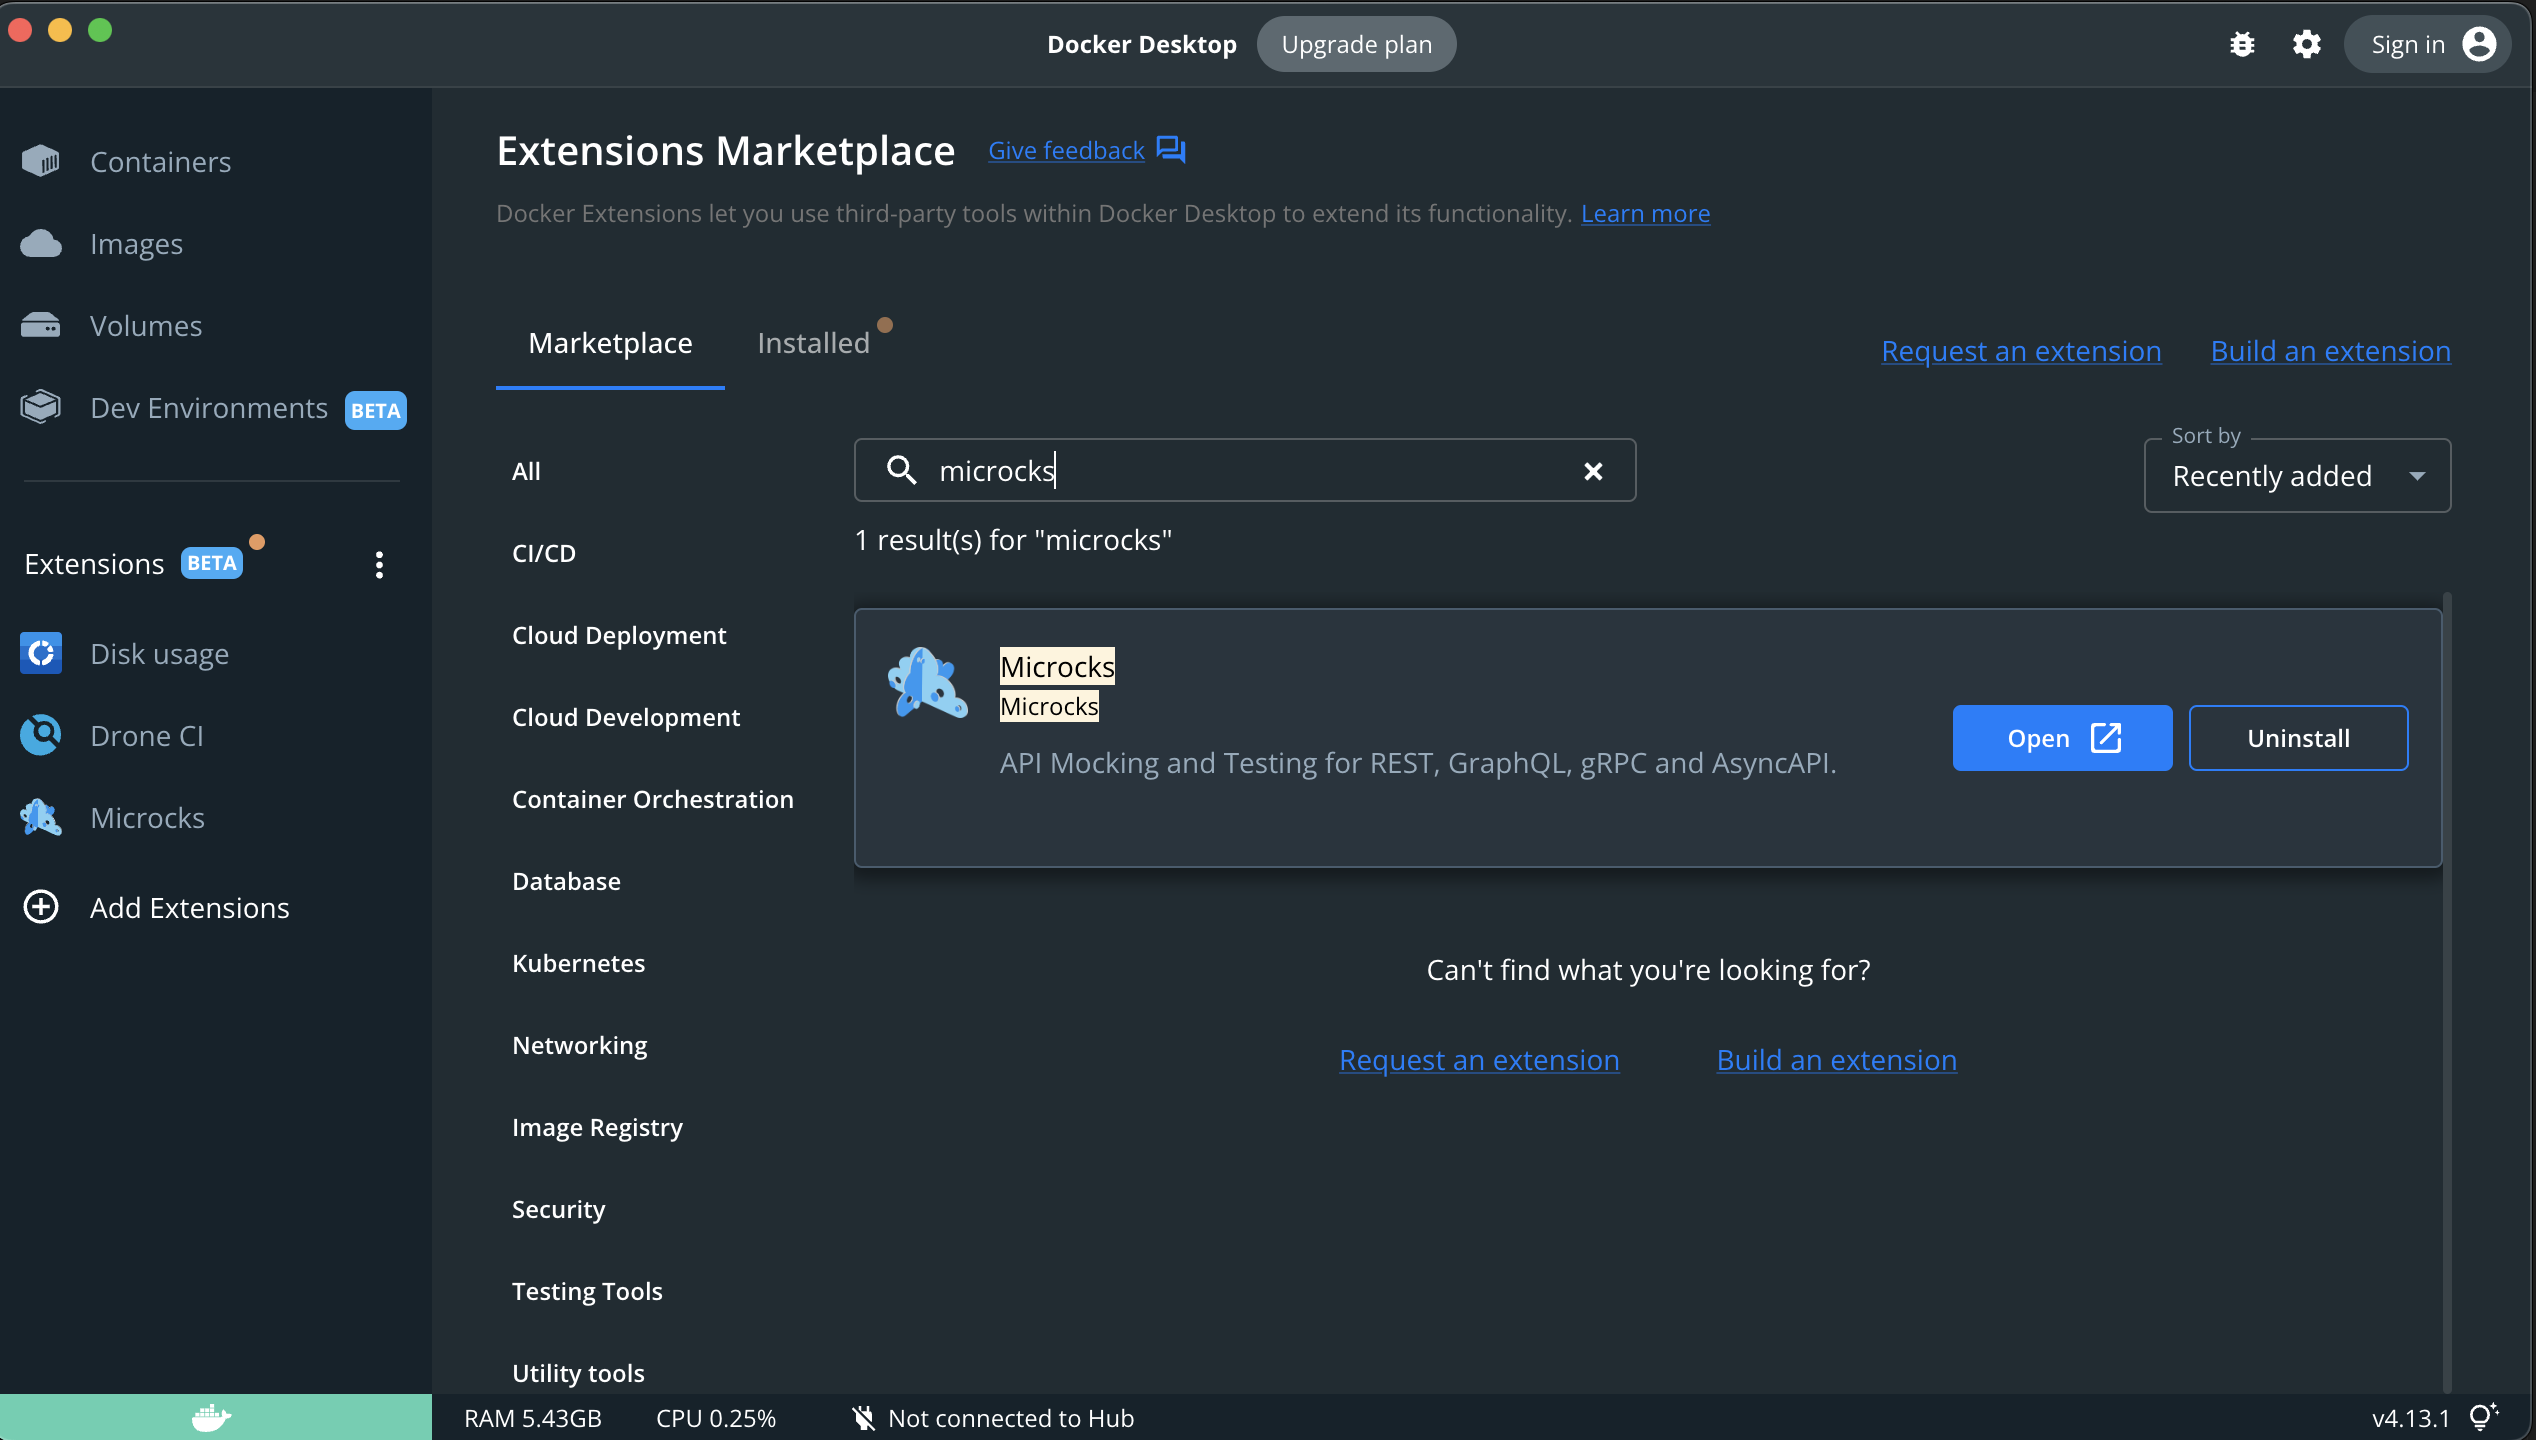 Docker Desktop Upgrade plan
Sign in
Containers
Images
Volumes
Dev Environments BETA
Extensions BETA
Disk usage
Drone CI
Microcks
Add Extensions
Extensions Marketplace Give feedback
Docker Extensions let you use third-party tools within Docker Desktop to extend its functionality. Learn more
Marketplace Installed
Request an extension Build an extension
All
CI/CD
Cloud Deployment
Cloud Development
Container Orchestration
Database
Kubernetes
Networking
Image Registry
Security
Testing Tools
Utility tools
microcks
Sort by
Recently added
1 result(s) for "microcks"
Microcks
Microcks
API Mocking and Testing for REST, GraphQL, gRPC and AsyncAPI.
Open Uninstall
Can't find what you're looking for?
Request an extension Build an extension
RAM 5.43GB CPU 0.25% Not connected to Hub v4.13.1